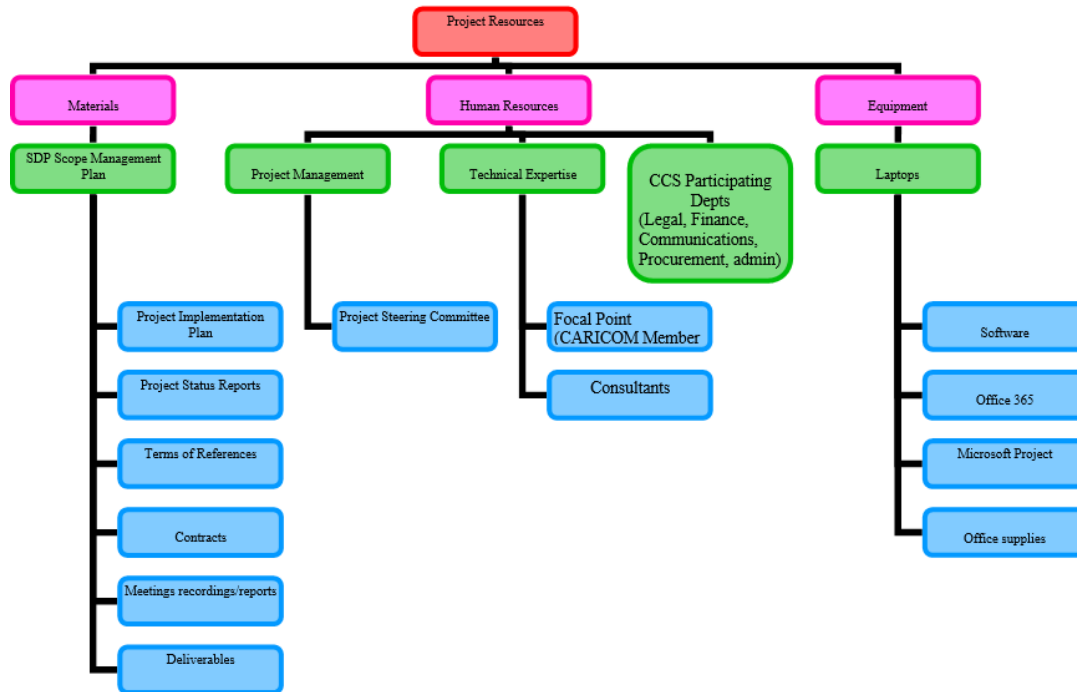 Project Resources
Materials
Human Resources
Equipment
SDP Scope Management
Plan
Project Management
Technical Expertise
CCS Participating
Depts
(Legal, Finance,
Communications,
Procurement, admin)
Laptops
Project Implementation
Plan
Project Status Reports
Terms of References
Contracts
Meetings recordings/reports
Deliverables
Project Steering Committee
Focal Point
(CARICOM Member
Consultants
Software
Office 365
Microsoft Project
Office supplies